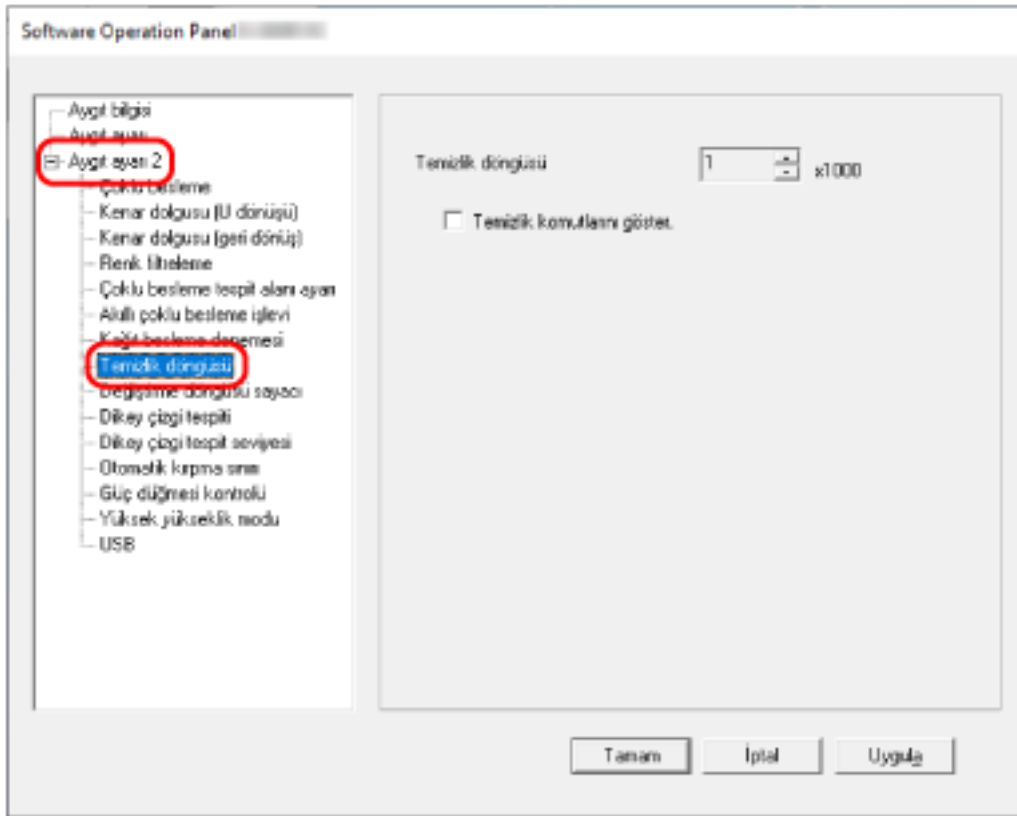 Software Operation Panel
Aygıt bilgisi
Aygıt ayarı
Aygıt ayarı 2
Çoklu besleme
Kenar dolgusu (U dönüşü)
Kenar dolgusu (geri dönüş)
Renk filtreleme
Çoklu besleme tespit alanı ayarı
Akıllı çoklu besleme işlevi
Kağıt besleme denemesi
Temizlik döngüsü
Değiştirme döngüsü sayacı
Dikey çizgi tespiti
Dikey çizgi tespit seviyesi
Otomatik kırpma sınırı
Güç düğmesi kontrolü
Yüksek yükseklik modu
USB
Temizlik döngüsü 1 x1000
Temizlik komutlarını göster.
Tamam İptal Uygula